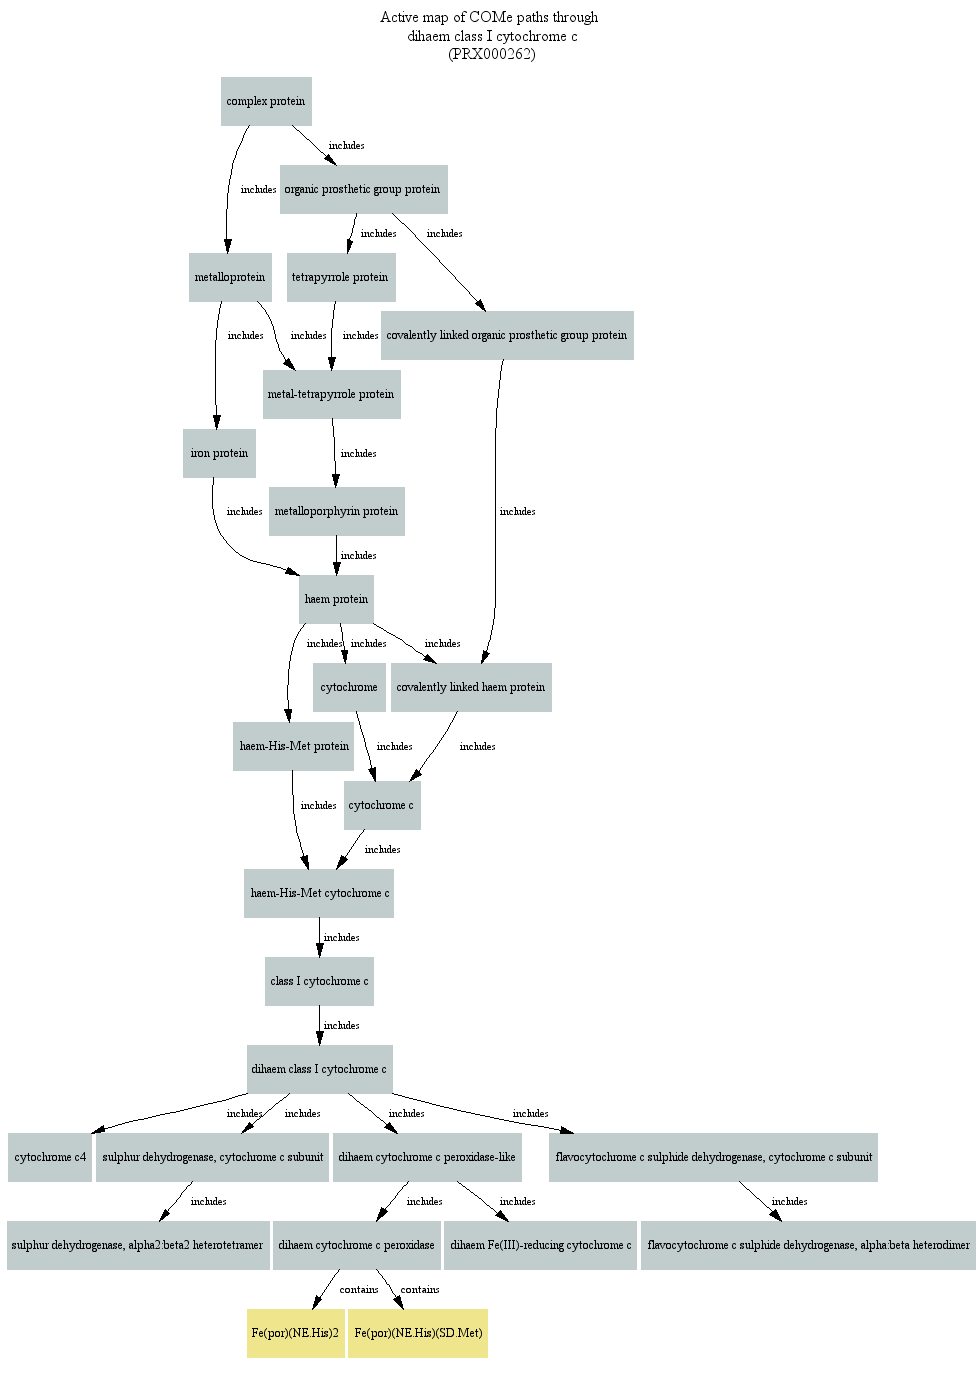 Active map of COMe paths through
dihaem class I cytochrome c
(PRX000262)
complex protein
includes
includes
organic prosthetic group protein
includes
includes
metalloprotein
tetrapyrrole protein
covalently linked organic prosthetic group protein
includes
includes
includes
metal-tetrapyrrole protein
iron protein
includes
metalloporphyrin protein
includes
includes
includes
haem protein
includes
includes
includes
cytochrome
covalently linked haem protein
haem-His-Met protein
includes
includes
cytochrome c
includes
includes
haem-His-Met cytochrome c
includes
class I cytochrome c
includes
dihaem class I cytochrome c
includes
includes
includes
includes
cytochrome c4
sulphur dehydrogenase, cytochrome c subunit
dihaem cytochrome c peroxidase-like
flavocytochrome c sulphide dehydrogenase, cytochrome c subunit
includes
includes
includes
includes
sulphur dehydrogenase, alpha2:beta2 heterotetramer
dihaem cytochrome c peroxidase
dihaem Fe(III)-reducing cytochrome c
flavocytochrome c sulphide dehydrogenase, alpha:beta heterodimer
contains
contains
Fe(por)(NE.His)2
Fe(por)(NE.His)(SD.Met)